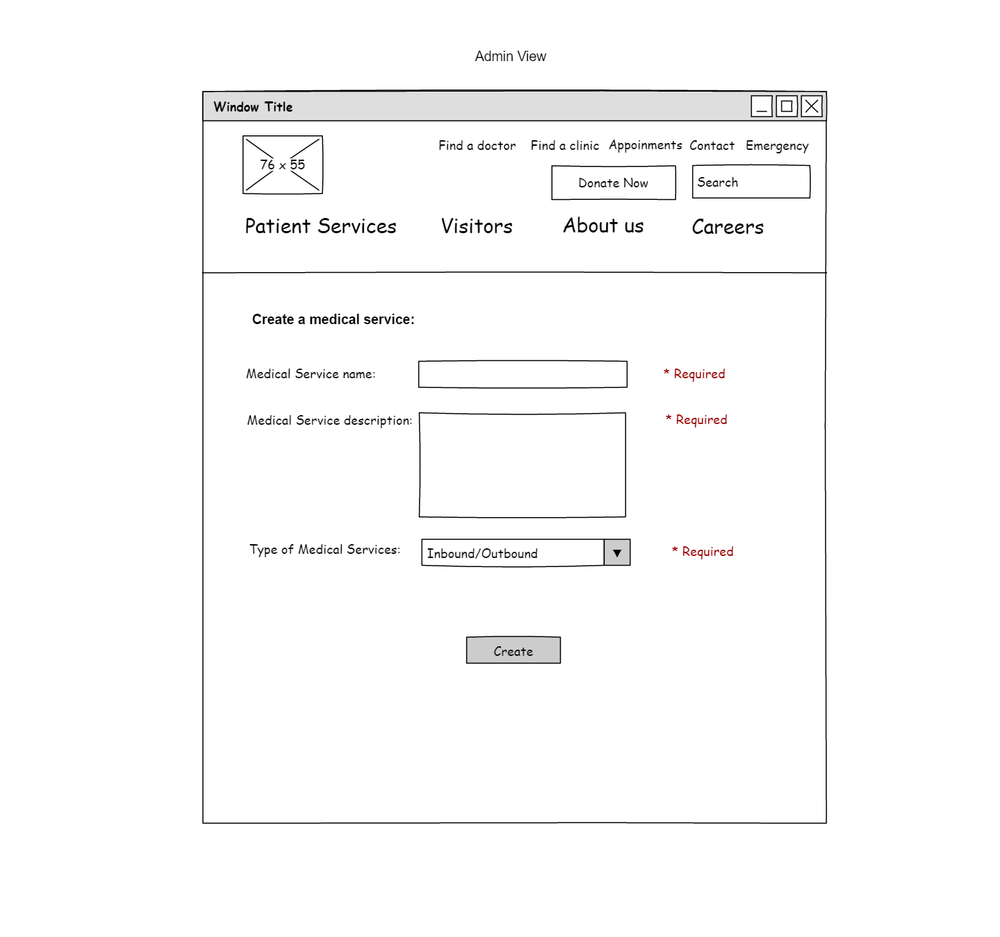 Admin View
Window Title
76 x 55
Find a doctor Find a clinic Appoinments Contact Emergency
Donate Now Search
Patient Services Visitors About us Careers
Create a medical service:
Medical Service name: * Required
Medical Service description: * Required
Type of Medical Services: Inbound/Outbound * Required
Create